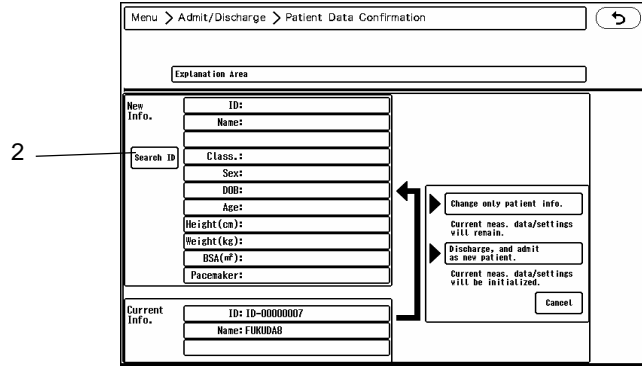 Menu > Admit/Discharge > Patient Data Confirmation
Explanation Area
New
Info.
ID:
Name:
2
Search ID
Class.:
Sex:
DOB:
Age:
Height(cm):
Weight(kg):
BSA(㎡):
Pacemaker:
Change only patient info.
Current meas. data/settings
will remain.
Discharge, and admit
as new patient.
Current meas. data/settings
will be initialized.
Cancel
Current
Info.
ID: ID-00000007
Name: FUKUDA8